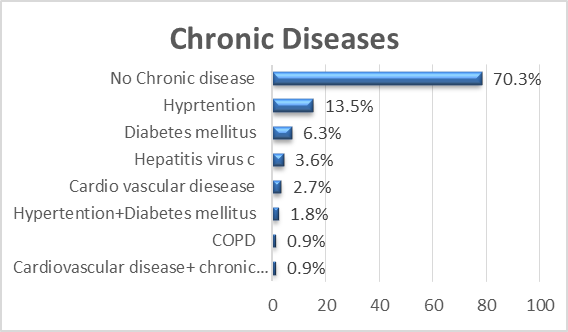 Chronic Diseases
No Chronic disease 70.3%
Hyprtention 13.5%
Diabetes mellitus 6.3%
Hepatitis virus c 3.6%
Cardio vascular diesease 2.7%
Hypertention+Diabetes mellitus 1.8%
COPD 0.9%
Cardiovascular disease+ chronic... 0.9%
0 20 40 60 80 100